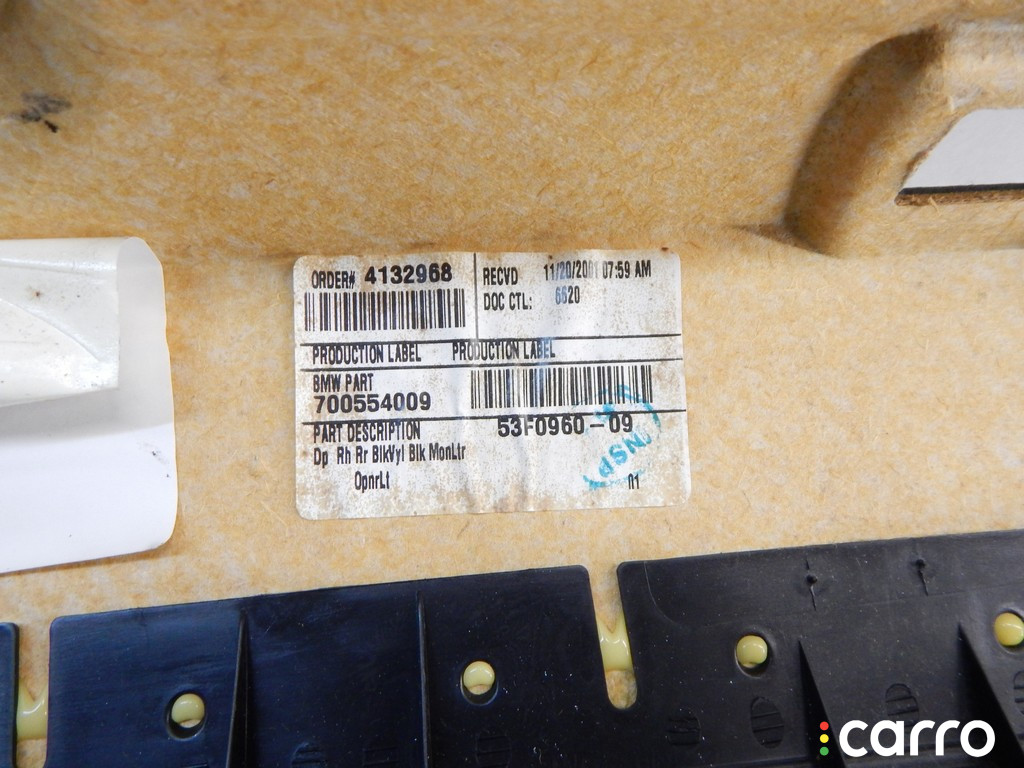 ORDER# 4132968
RECVD 11/20/2001 07:59 AM
DOC CTL: 6620
PRODUCTION LABEL PRODUCTION LABEL
BMW PART
700554009
PART DESCRIPTION 53F0960-09
Dp Rh Rr BlkVyl Blk MonLtr
OpnrLt
INSP
01
carro